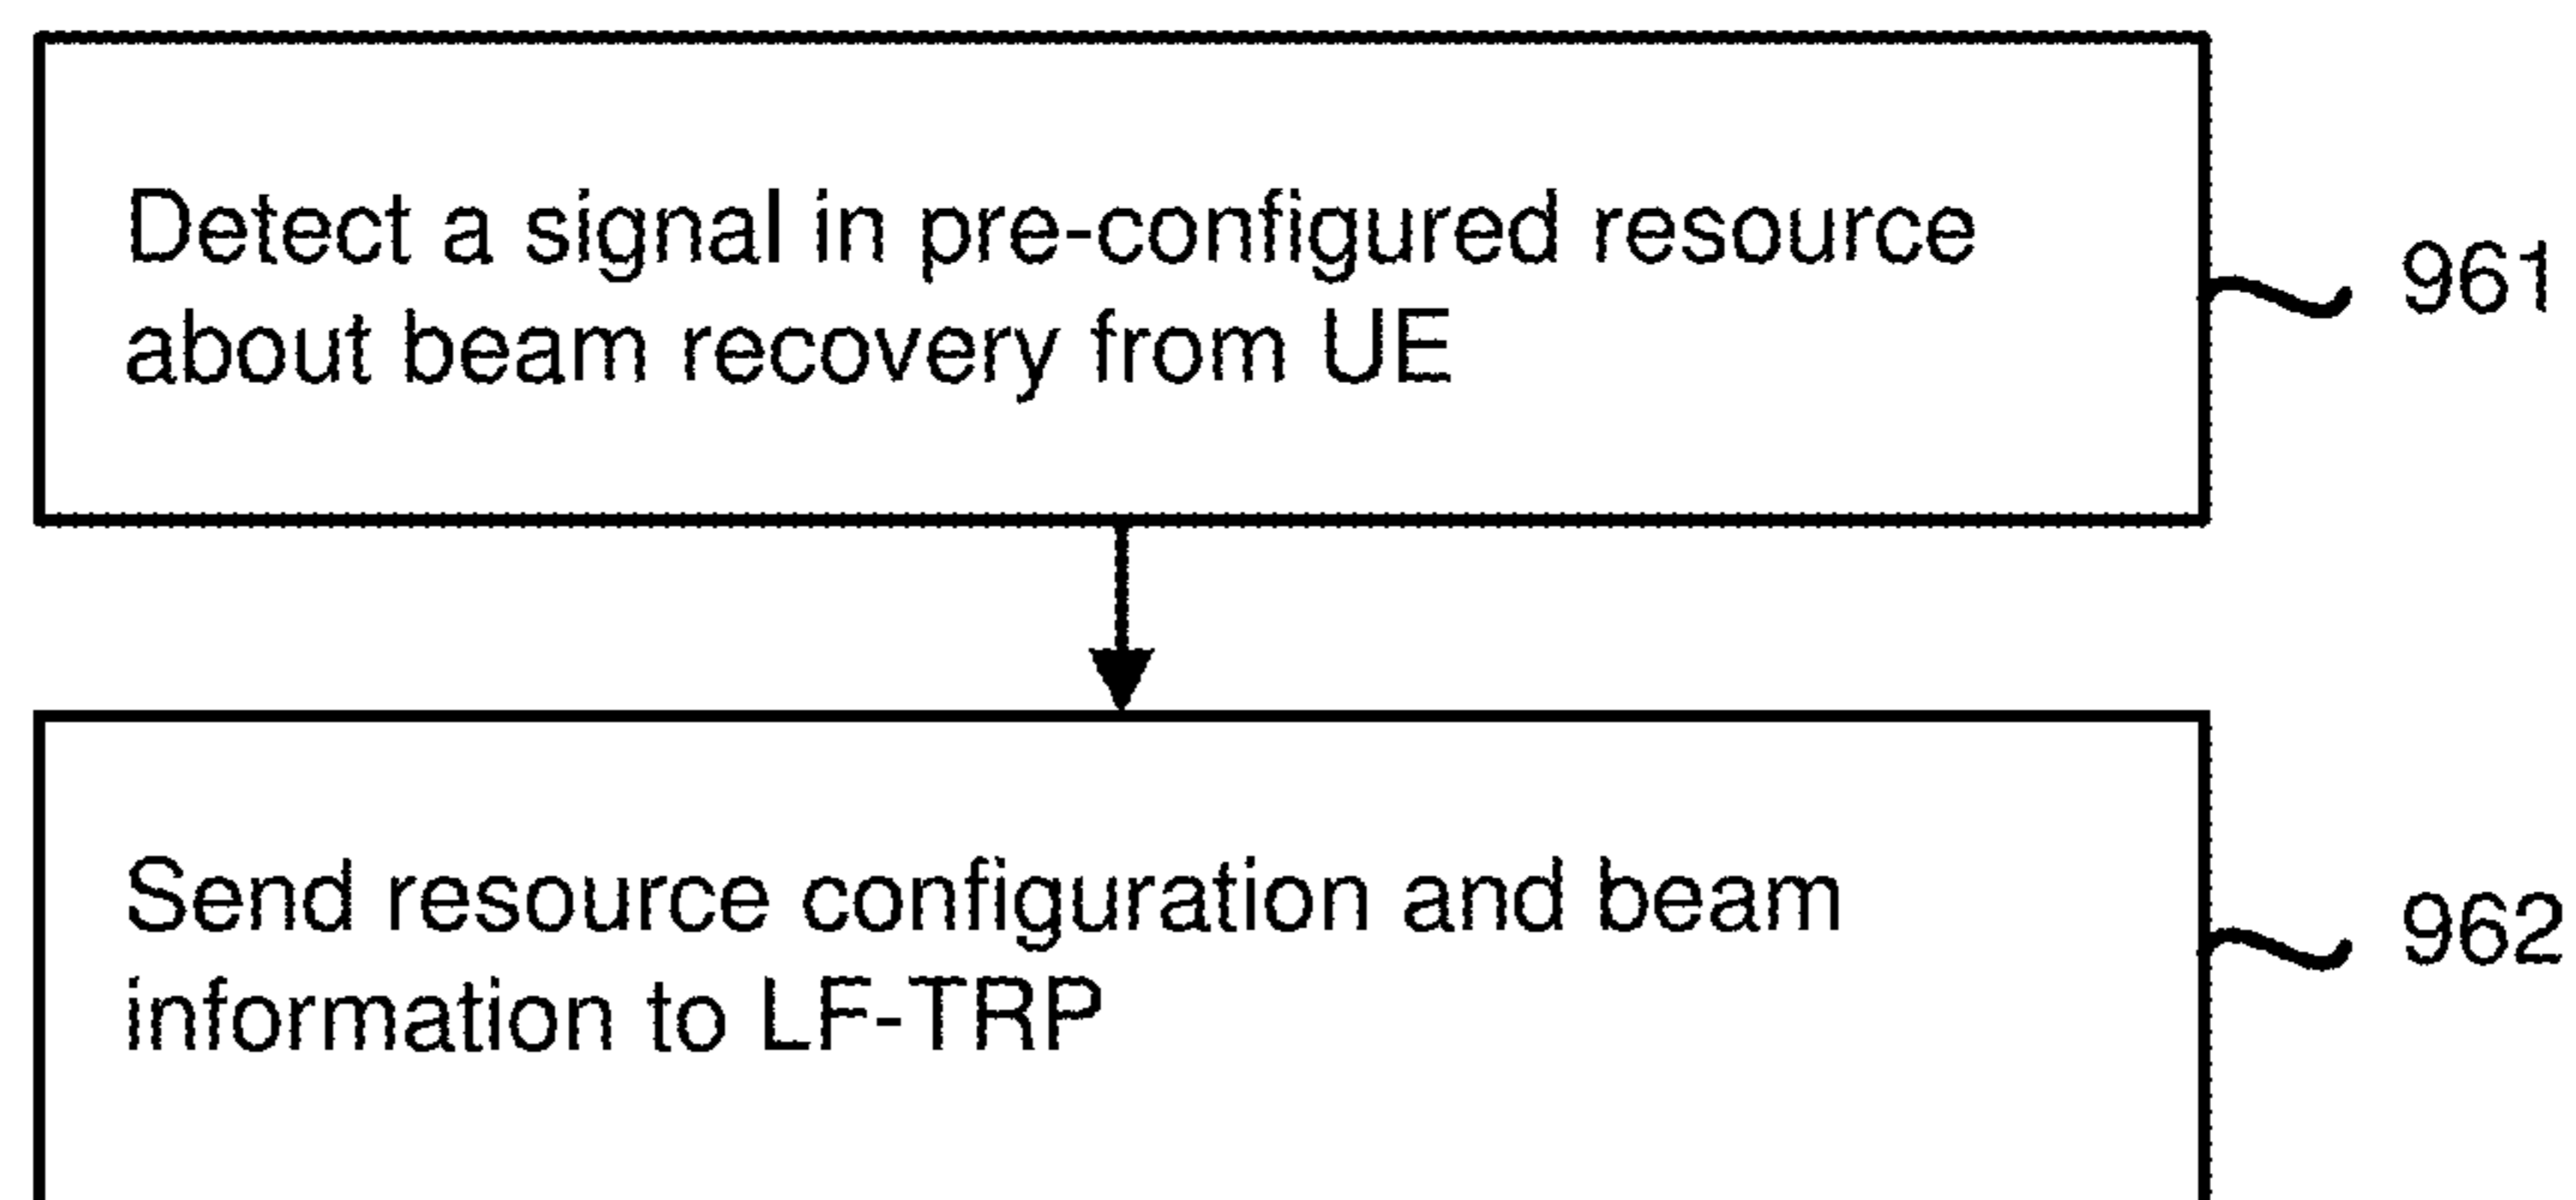 Detect a signal in pre-configured resource
about beam recovery from UE
961
Send resource configuration and beam
information to LF-TRP
962